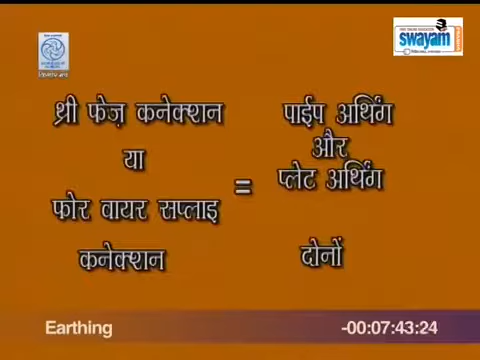 swayam
थ्री फेज़ कनेक्शन
या
फोर वायर सप्लाइ
कनेक्शन
=
पाईप अर्थिंग
और
प्लेट अर्थिंग
दोनों
Earthing
-00:07:43:24